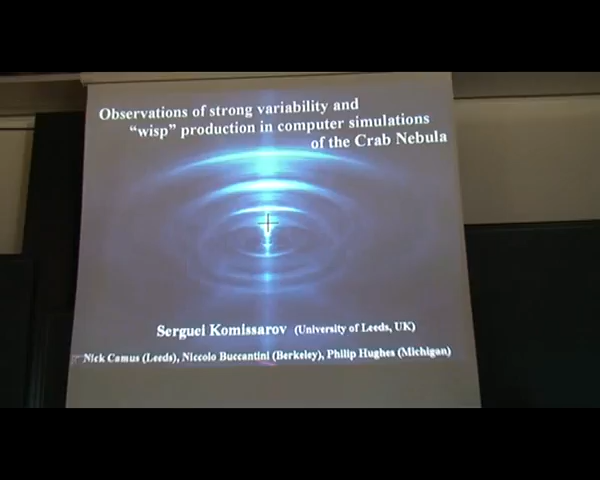 Observations of strong variability and
"wisp" production in computer simulations
of the Crab Nebula
Serguei Komissarov (University of Leeds, UK)
Nick Camus (Leeds), Niccolo Buccantini (Berkeley), Philip Hughes (Michigan)